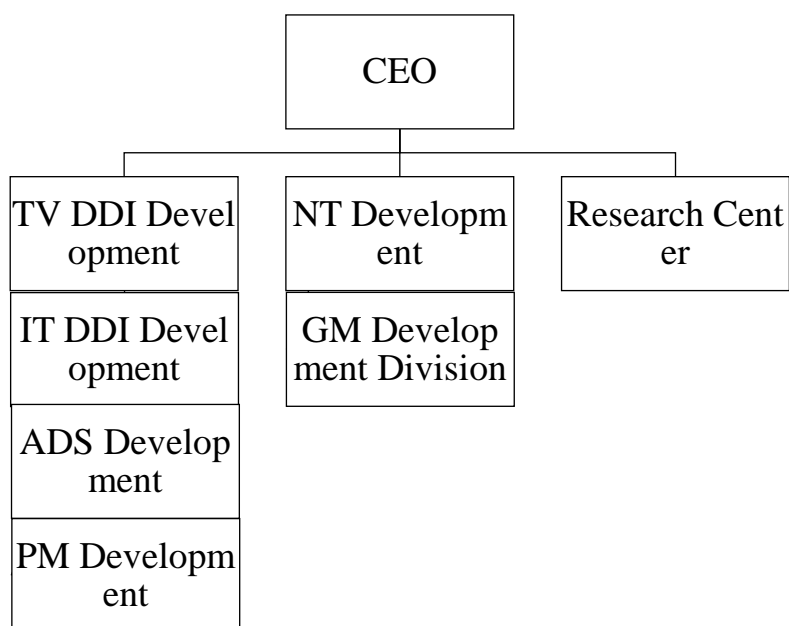 CEO
TV DDI Devel
opment
NT Developm
ent
Research Cent
er
IT DDI Devel
opment
GM Develop
ment Division
ADS Develop
ment
PM Developm
ent